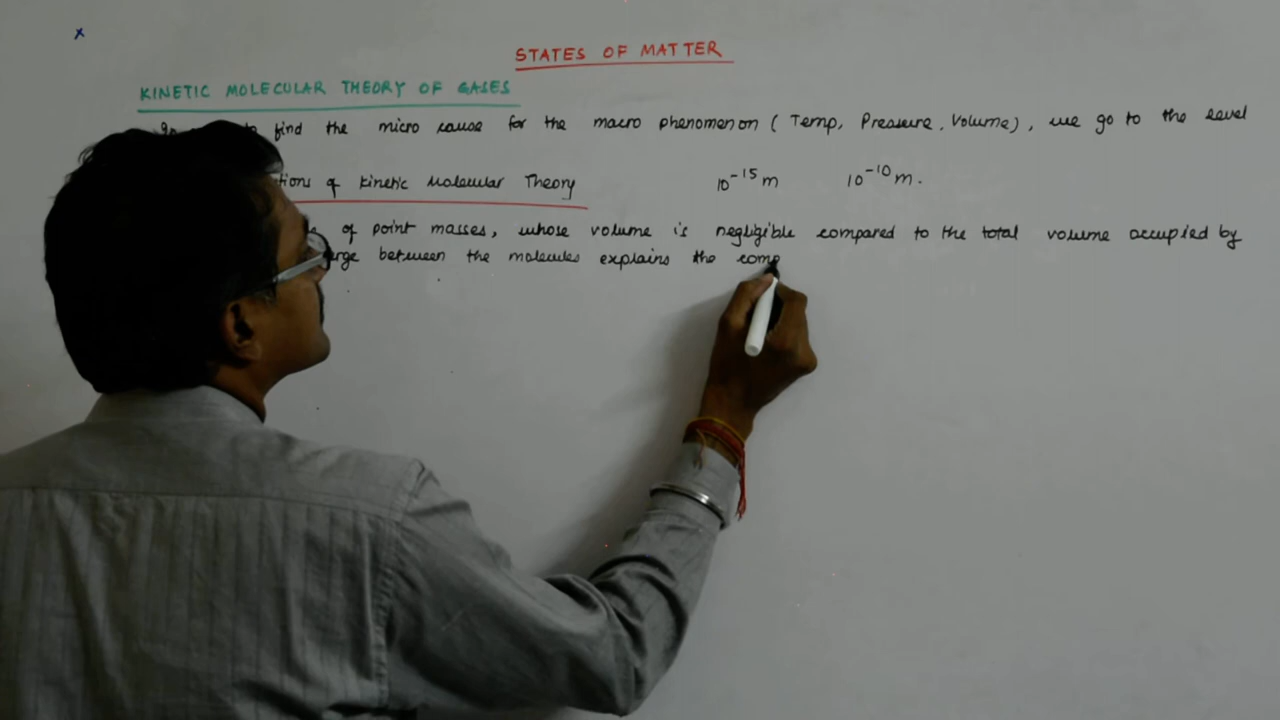 x
STATES OF MATTER
KINETIC MOLECULAR THEORY OF GASES
find the micro cause for the macro phenomenon ( Temp, Pressure, Volume) , we go to the level
tions of Kinetic Molecular Theory 10⁻¹⁵ m 10⁻¹⁰ m.
of point masses, whose volume is negligible compared to the total volume occupied by
between the molecules explains the comp